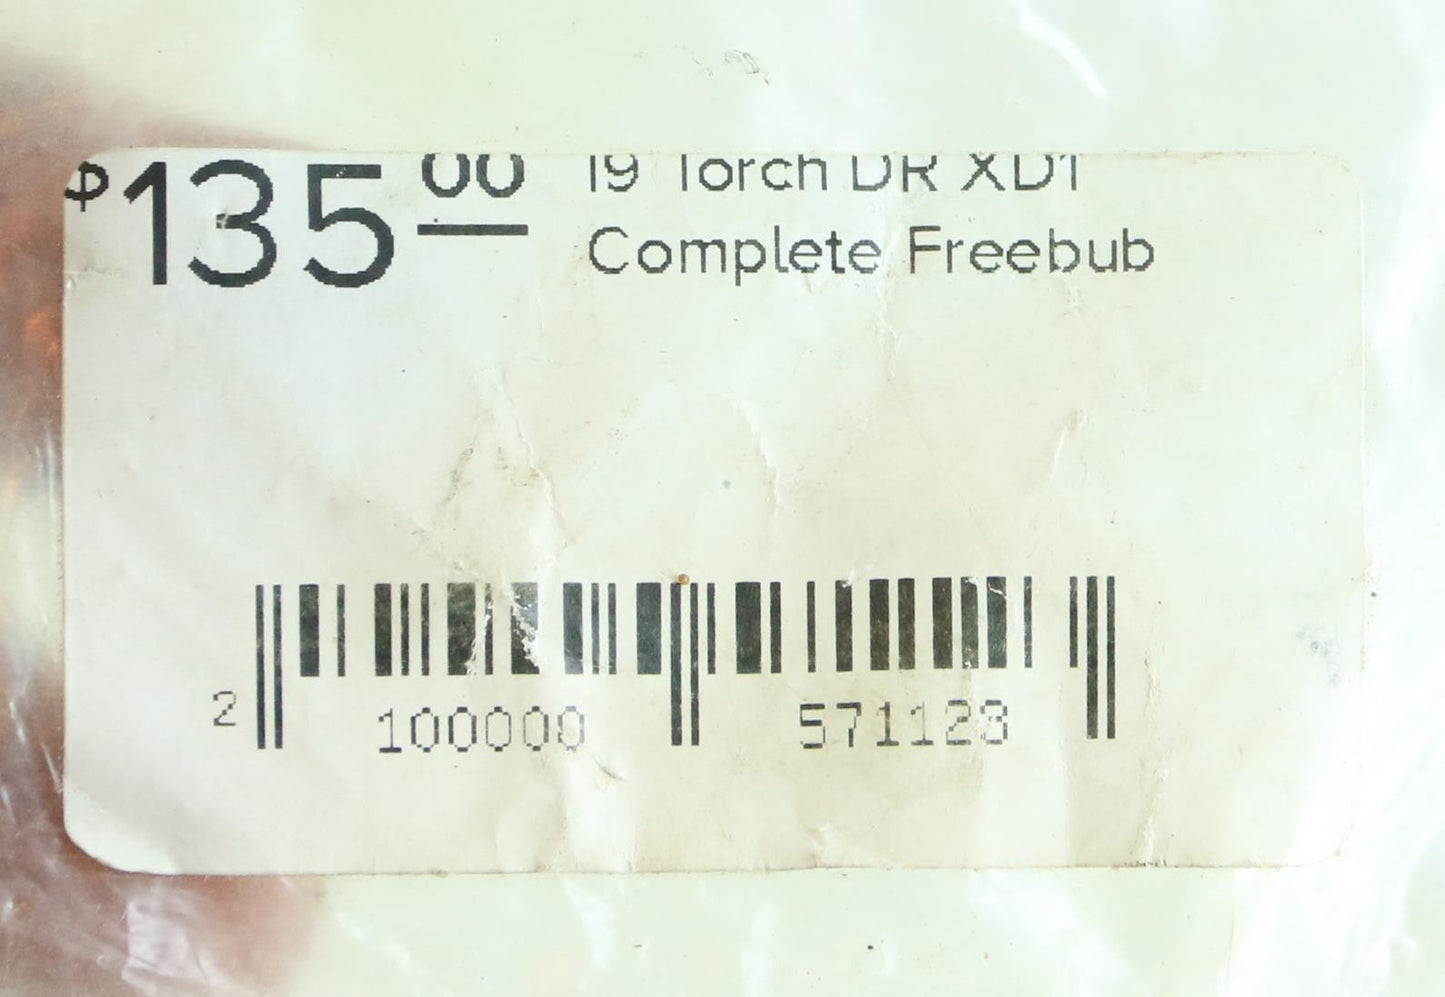 $135.00 I9 Torch DR XD1
Complete Freebub
2 100000 571123